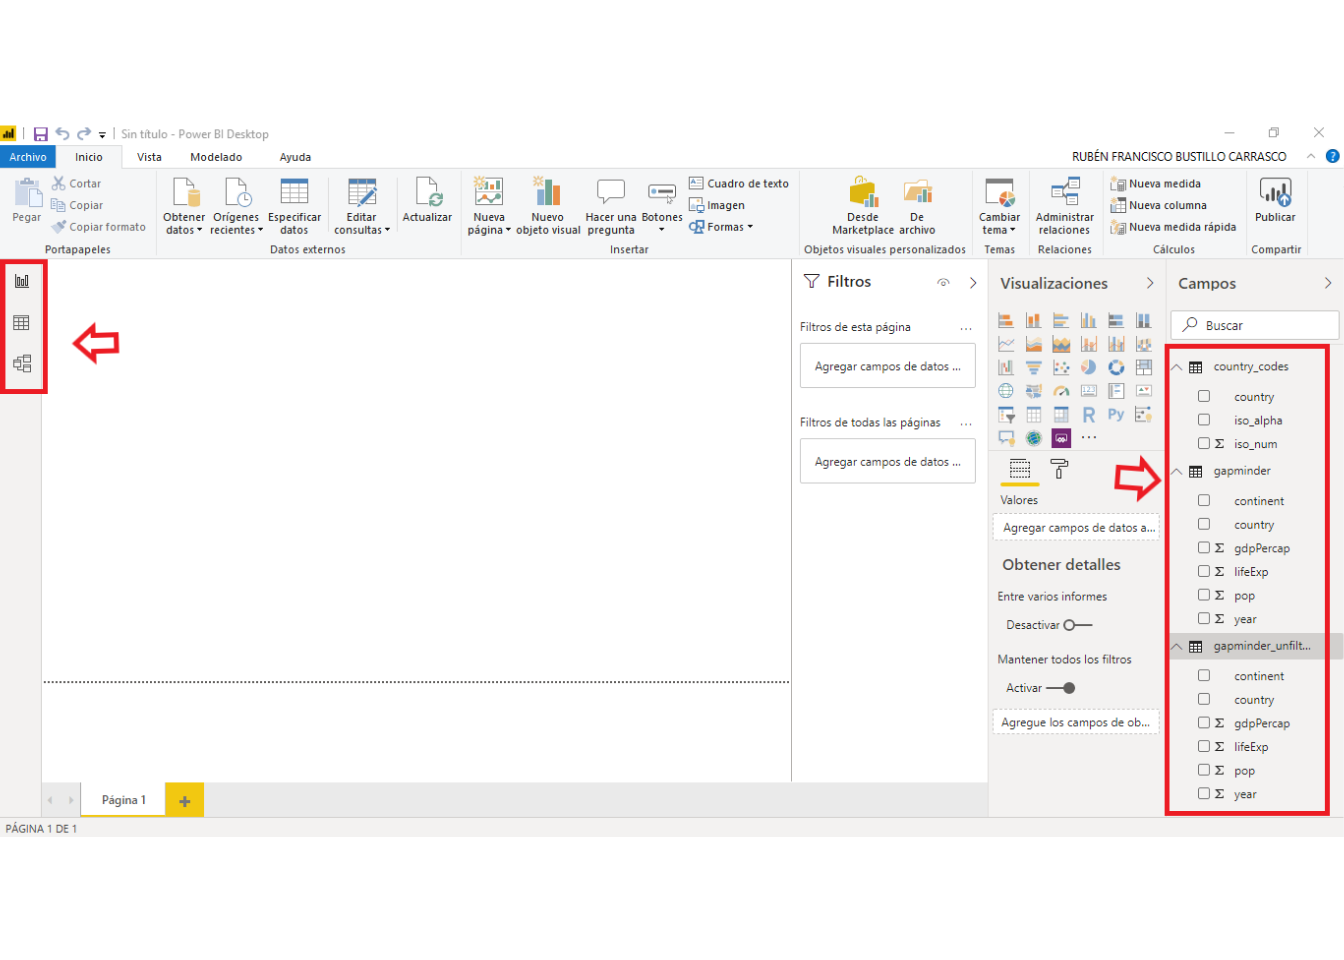 Sin título - Power BI Desktop
Archivo Inicio Vista Modelado Ayuda RUBÉN FRANCISCO BUSTILLO CARRASCO ?
Pegar
Cortar
Copiar
Copiar formato
Portapapeles
Obtener datos
Orígenes recientes
Especificar datos
Editar consultas
Actualizar
Datos externos
Nueva página
Nuevo objeto visual
Hacer una pregunta
Botones
Cuadro de texto
Imagen
Formas
Insertar
Desde Marketplace
De archivo
Objetos visuales personalizados
Cambiar tema
Temas
Administrar relaciones
Relaciones
Nueva medida
Nueva columna
Nueva medida rápida
Cálculos
Publicar
Compartir
Filtros
Filtros de esta página ...
Agregar campos de datos ...
Filtros de todas las páginas ...
Agregar campos de datos ...
Visualizaciones
123
R Py
...
Valores
Agregar campos de datos a...
Obtener detalles
Entre varios informes
Desactivar
Mantener todos los filtros
Activar
Agregue los campos de ob...
Campos
Buscar
country_codes
country
iso_alpha
Σ iso_num
gapminder
continent
country
Σ gdpPercap
Σ lifeExp
Σ pop
Σ year
gapminder_unfilt...
continent
country
Σ gdpPercap
Σ lifeExp
Σ pop
Σ year
Página 1 +
PÁGINA 1 DE 1